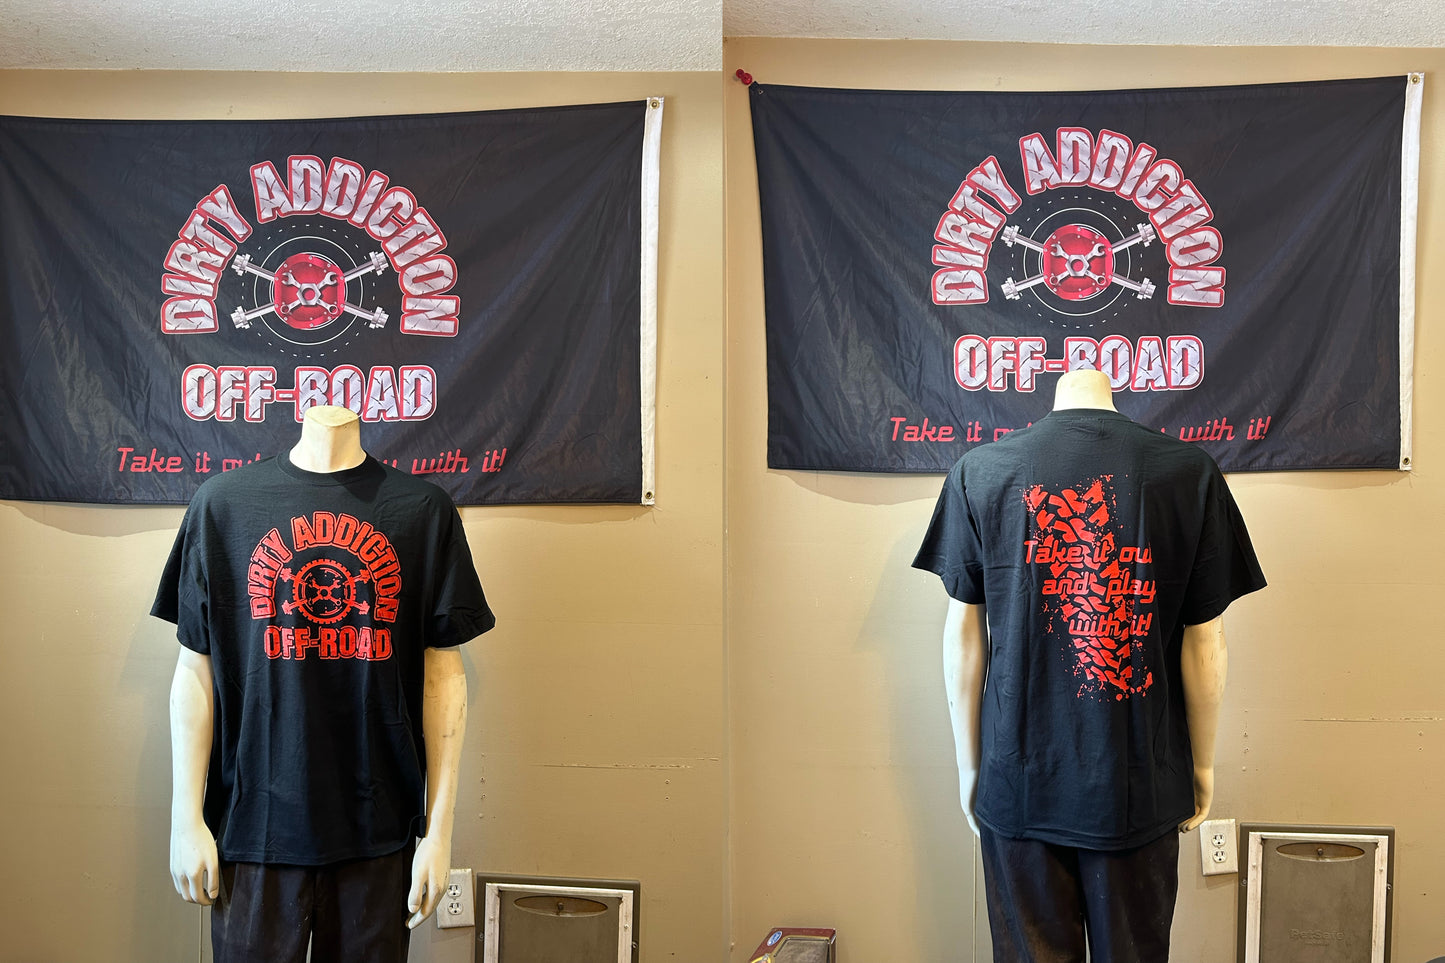 DIRTY ADDICTION
OFF-ROAD
Take it out with it!
DIRTY ADDICTION
OFF-ROAD
DIRTY ADDICTION
OFF-ROAD
Take it with it!
Take it ou
and play
with it!
PetSafe